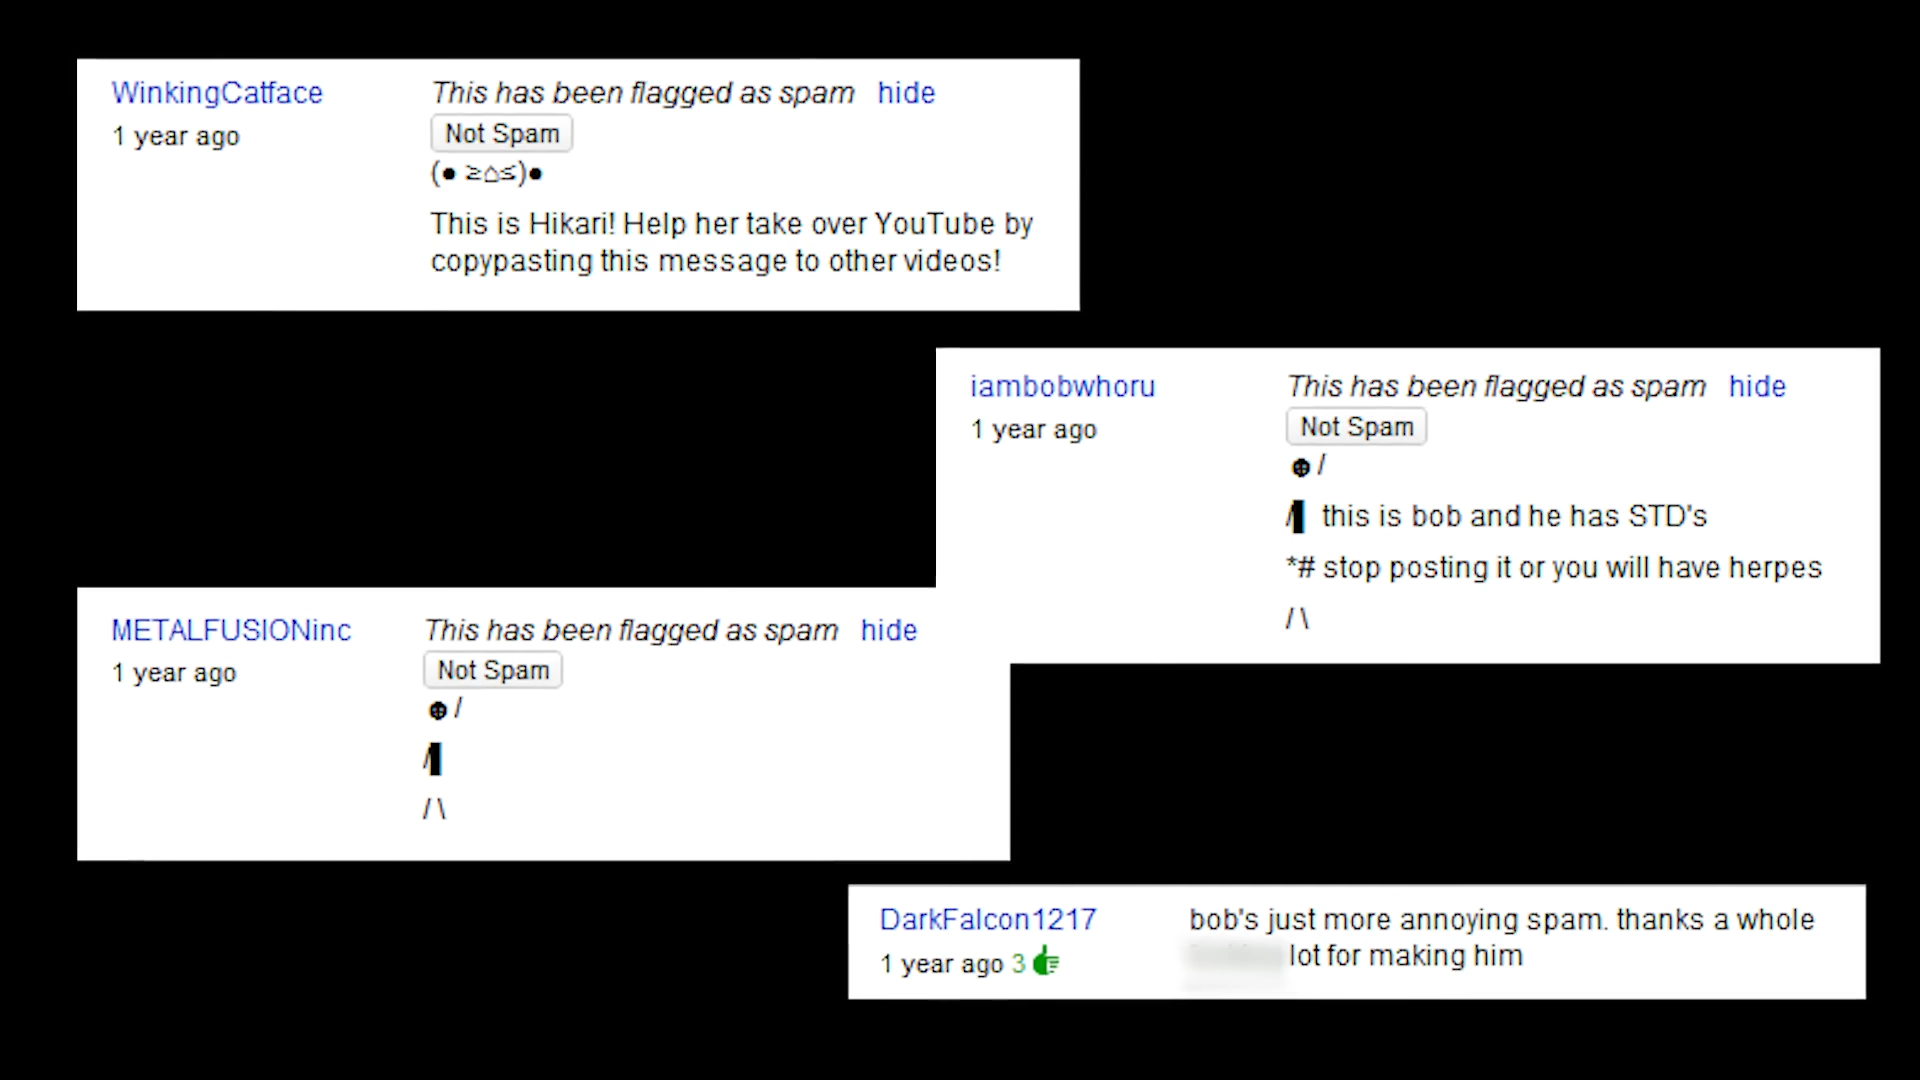 WinkingCatface
This has been flagged as spam hide
1 year ago
Not Spam
(● ≥⌂≤)●
This is Hikari! Help her take over YouTube by
copypasting this message to other videos!
iambobwhoru
This has been flagged as spam hide
1 year ago
Not Spam
☻/
/▌ this is bob and he has STD's
*# stop posting it or you will have herpes
/ \
METALFUSIONinc
This has been flagged as spam hide
1 year ago
Not Spam
☻/
/▌
/ \
DarkFalcon1217
bob's just more annoying spam. thanks a whole
1 year ago 3
lot for making him